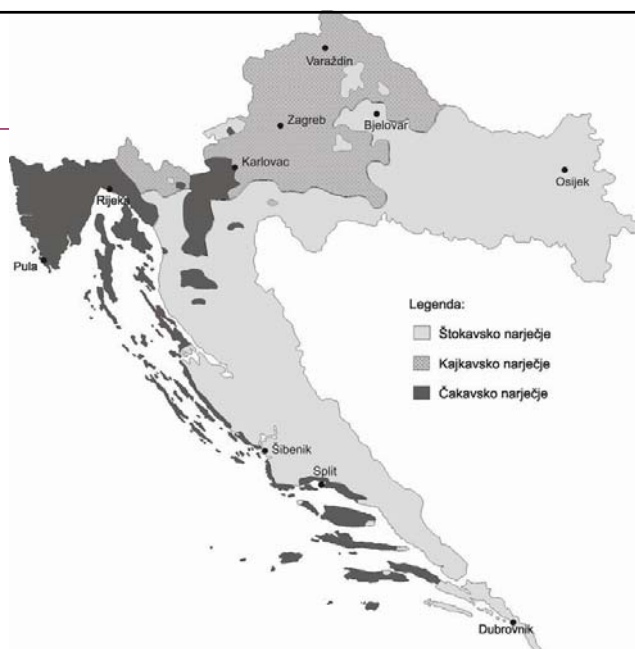 Varaždin
Zagreb
Bjelovar
Karlovac
Osijek
Rijeka
Pula
Legenda:
Štokavsko narječje
Kajkavsko narječje
Čakavsko narječje
Šibenik
Split
Dubrovnik